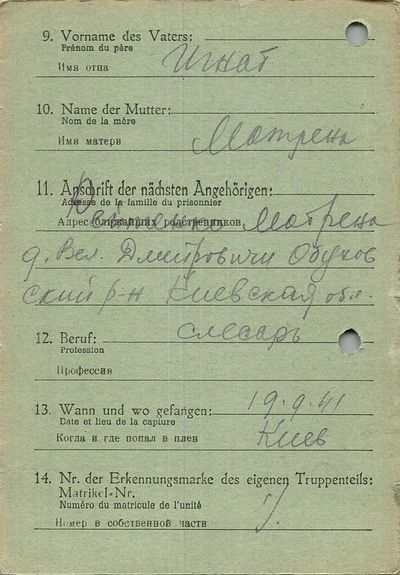 9. Vorname des Vaters:
Prénom du père
Имя отца
Игнат
10. Name der Mutter:
Nom de la mère
Имя матери
Матрена
11. Anschrift der nächsten Angehörigen:
Adresse de la famille du prisonnier
Адрес ближайших родственников
Матрена
д. Вел. Дмитровичи Обухов
ский р-н Киевская обл.
слесарь
12. Beruf:
Profession
Профессия
13. Wann und wo gefangen: 19.9.41
Date et lieu de la capture
Когда и где попал в плен Киев
14. Nr. der Erkennungsmarke des eigenen Truppenteils:
Matrikel-Nr.
Numéro du matricule de l'unité
Номер в собственной части